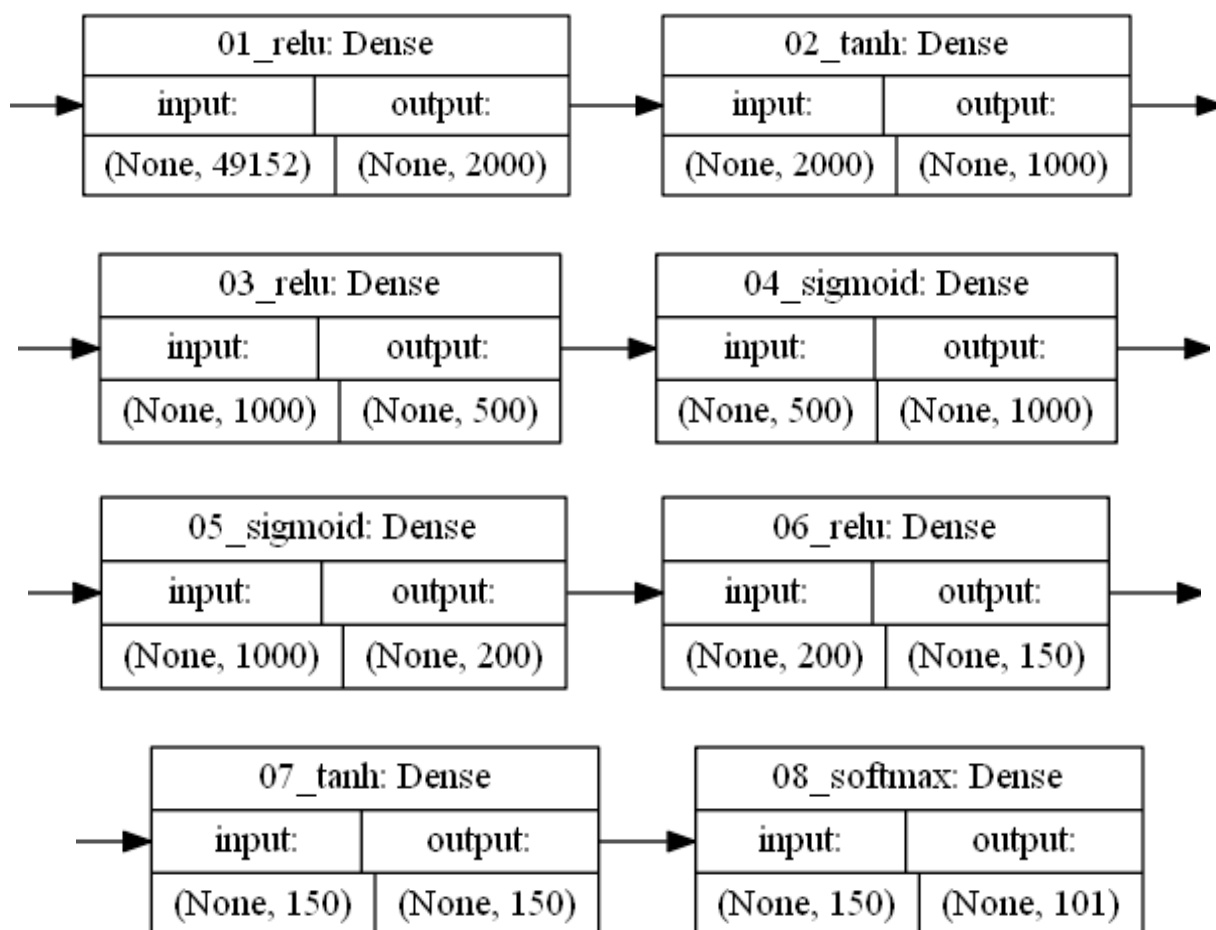 01_relu: Dense
input: output:
(None, 49152) (None, 2000)
02_tanh: Dense
input: output:
(None, 2000) (None, 1000)
03_relu: Dense
input: output:
(None, 1000) (None, 500)
04_sigmoid: Dense
input: output:
(None, 500) (None, 1000)
05_sigmoid: Dense
input: output:
(None, 1000) (None, 200)
06_relu: Dense
input: output:
(None, 200) (None, 150)
07_tanh: Dense
input: output:
(None, 150) (None, 150)
08_softmax: Dense
input: output:
(None, 150) (None, 101)